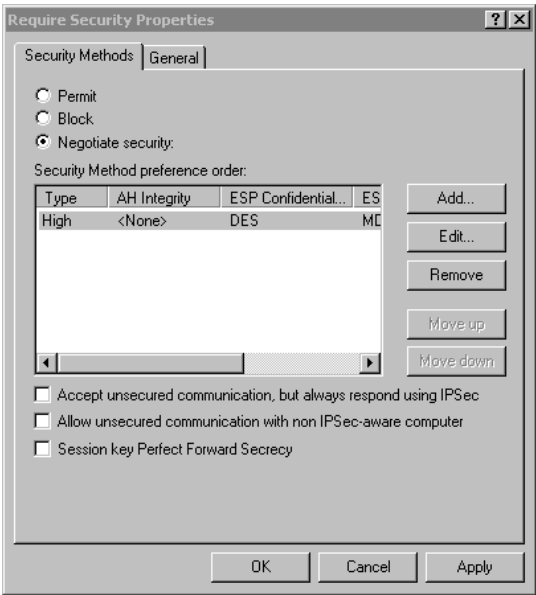 Require Security Properties
Security Methods
General
Permit
Block
Negotiate security:
Security Method preference order:
Type AH Integrity ESP Confidential... ES
High <None> DES MD
Add...
Edit...
Remove
Move up
Move down
Accept unsecured communication, but always respond using IPSec
Allow unsecured communication with non IPSec-aware computer
Session key Perfect Forward Secrecy
OK Cancel Apply